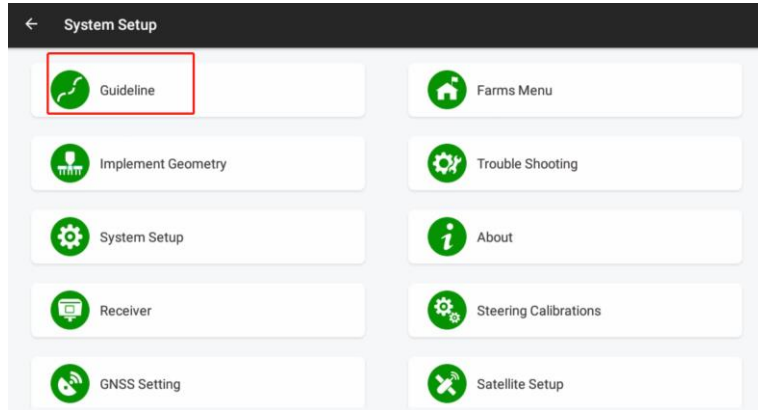 System Setup
Guideline
Farms Menu
Implement Geometry
Trouble Shooting
System Setup
About
Receiver
Steering Calibrations
GNSS Setting
Satellite Setup